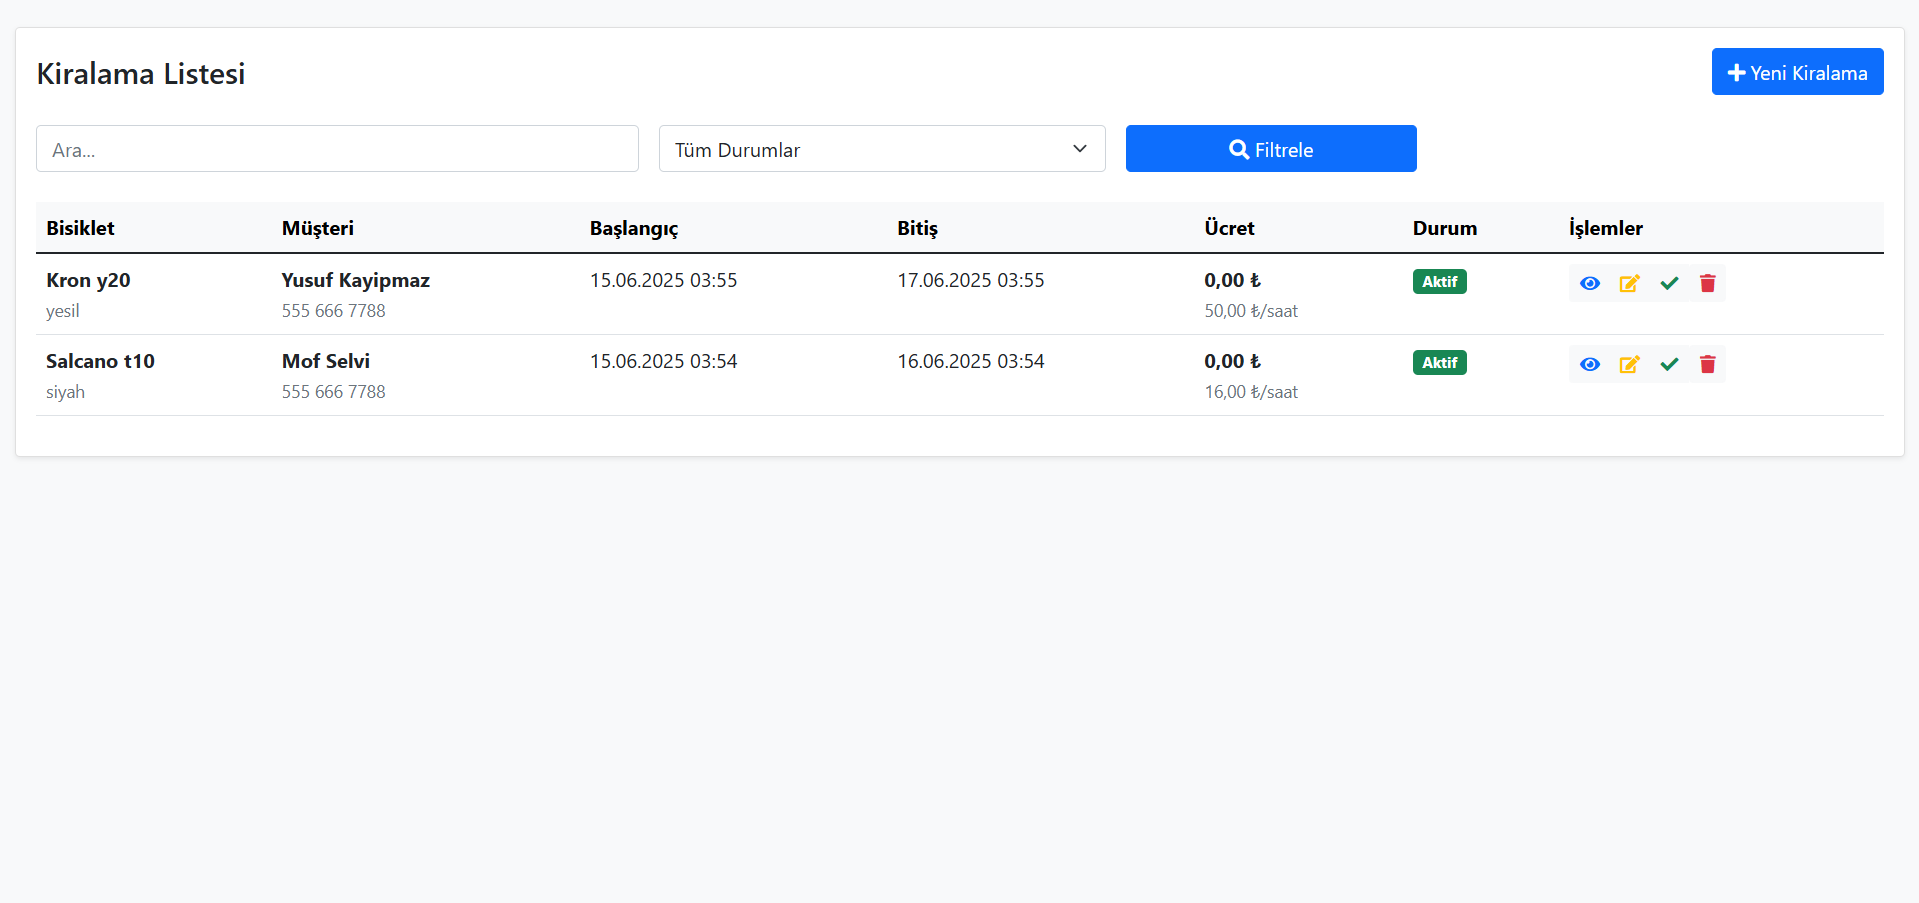 Kiralama Listesi
Yeni Kiralama
Ara...
Tüm Durumlar
Filtrele
Bisiklet Müşteri Başlangıç Bitiş Ücret Durum İşlemler
Kron y20 Yusuf Kayipmaz 15.06.2025 03:55 17.06.2025 03:55 0,00 ₺ Aktif
yesil 555 666 7788 50,00 ₺/saat
Salcano t10 Mof Selvi 15.06.2025 03:54 16.06.2025 03:54 0,00 ₺ Aktif
siyah 555 666 7788 16,00 ₺/saat